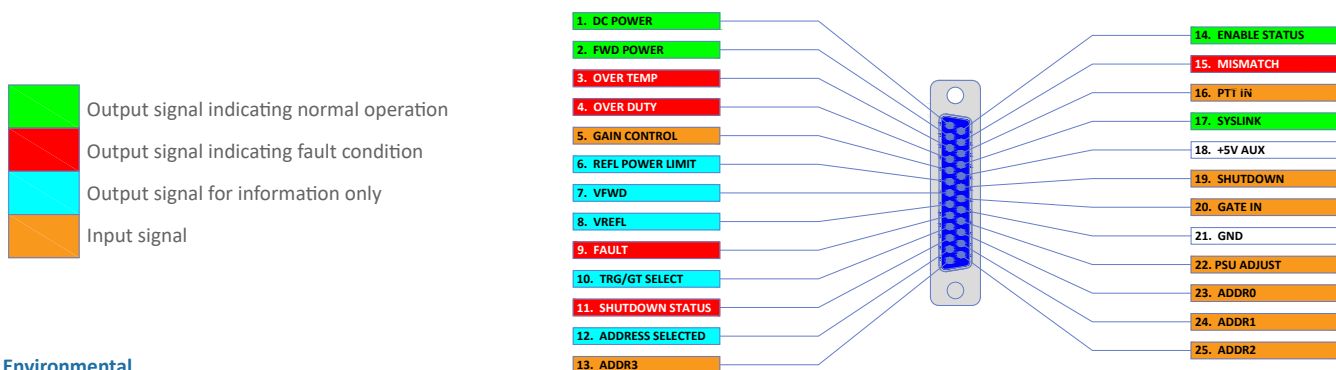 Output signal indicating normal operation
Output signal indicating fault condition
Output signal for information only
Input signal
Environmental
1. DC POWER
2. FWD POWER
3. OVER TEMP
4. OVER DUTY
5. GAIN CONTROL
6. REFL POWER LIMIT
7. VFWD
8. VREFL
9. FAULT
10. TRG/GT SELECT
11. SHUTDOWN STATUS
12. ADDRESS SELECTED
13. ADDR3
14. ENABLE STATUS
15. MISMATCH
16. PTT IN
17. SYSLINK
18. +5V AUX
19. SHUTDOWN
20. GATE IN
21. GND
22. PSU ADJUST
23. ADDR0
24. ADDR1
25. ADDR2